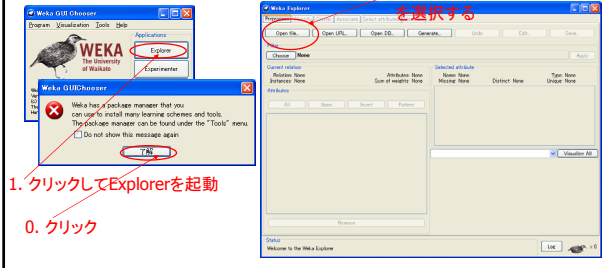 Weka GUI Chooser
Program Visualization Tools Help
Applications
WEKA
The University
of Waikato
Explorer
Experimenter
Weka GUIChooser
Weka has a package manager that you
can use to install many learning schemes and tools.
The package manager can be found under the "Tools" menu.
Do not show this message again
了解
1. クリックしてExplorerを起動
0. クリック
Weka Explorer
を選択する
Preprocess Classify Cluster Associate Select attributes
Open file... Open URL... Open DB... Generate... Undo Edit... Save...
Filter
Choose None Apply
Current relation
Relation: None Attributes: None
Instances: None Sum of weights: None
Selected attribute
Name: None Type: None
Missing: None Distinct: None Unique: None
Attributes
All None Invert Pattern
Visualize All
Remove
Status
Welcome to the Weka Explorer
Log x 0